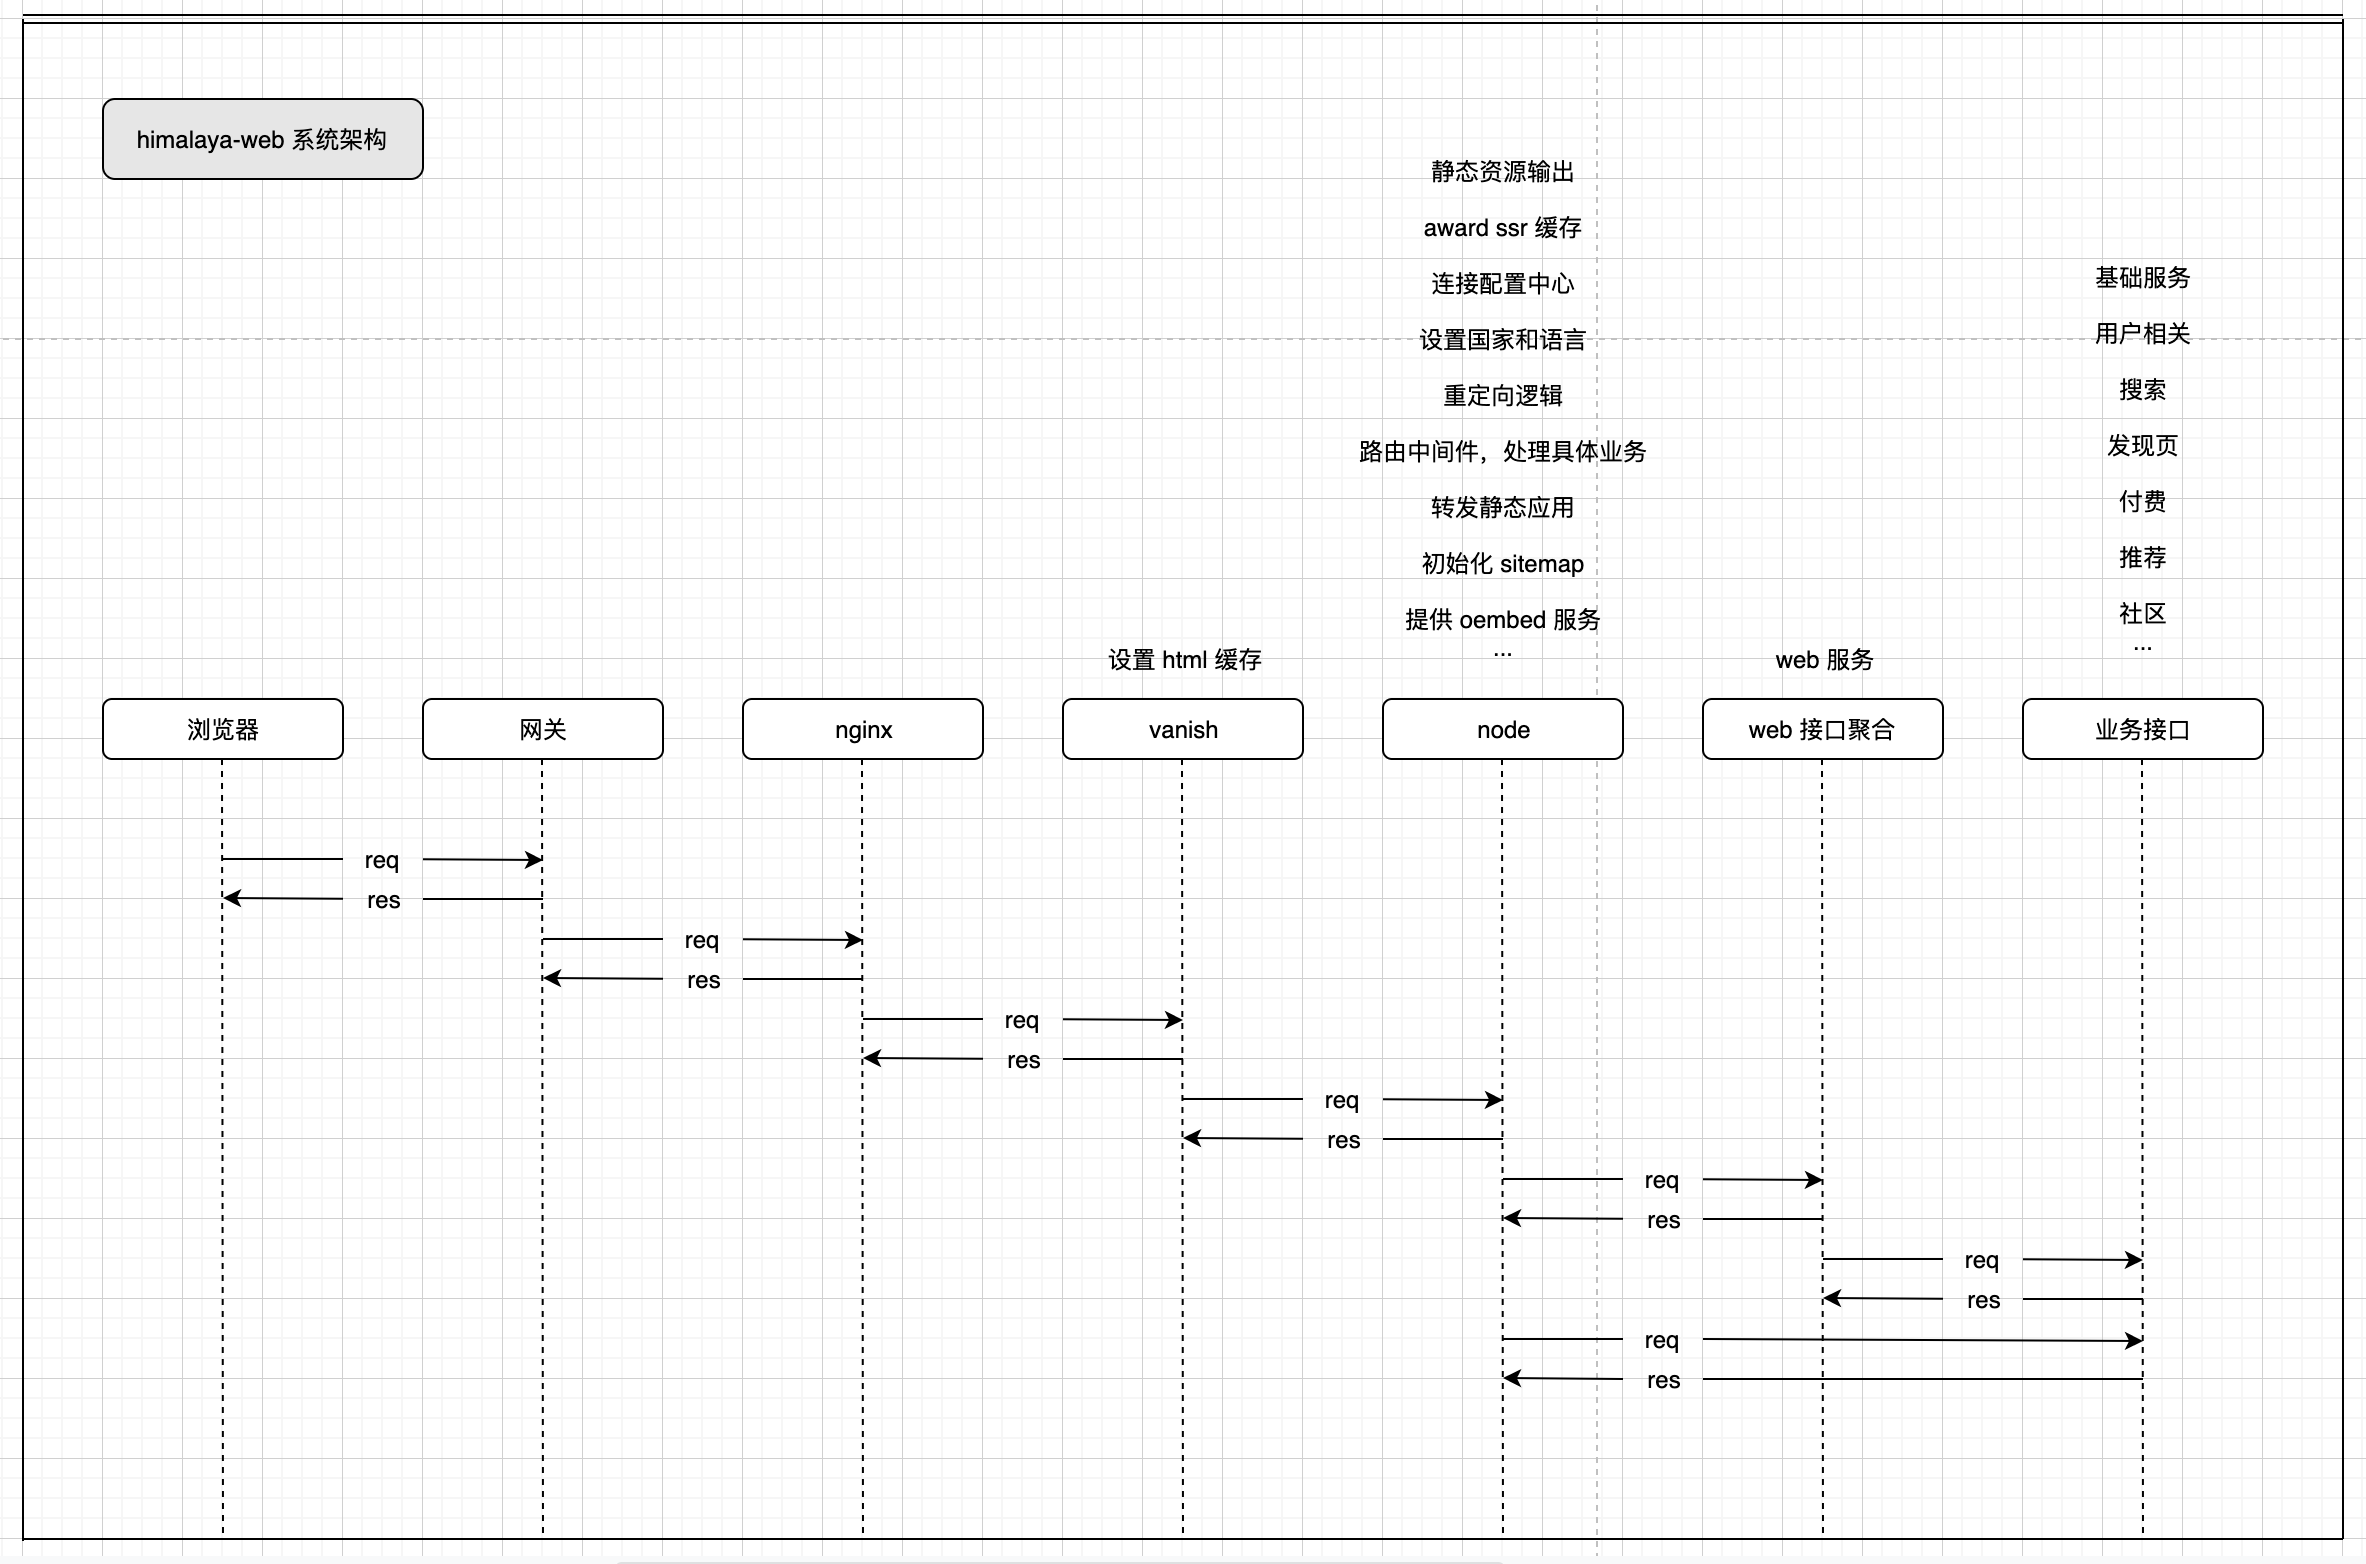 himalaya-web 系统架构
静态资源输出
award ssr 缓存
连接配置中心
设置国家和语言
重定向逻辑
路由中间件，处理具体业务
转发静态应用
初始化 sitemap
提供 oembed 服务
...
基础服务
用户相关
搜索
发现页
付费
推荐
社区
...
设置 html 缓存
web 服务
浏览器
网关
nginx
vanish
node
web 接口聚合
业务接口
req
res
req
res
req
res
req
res
req
res
req
res
req
res